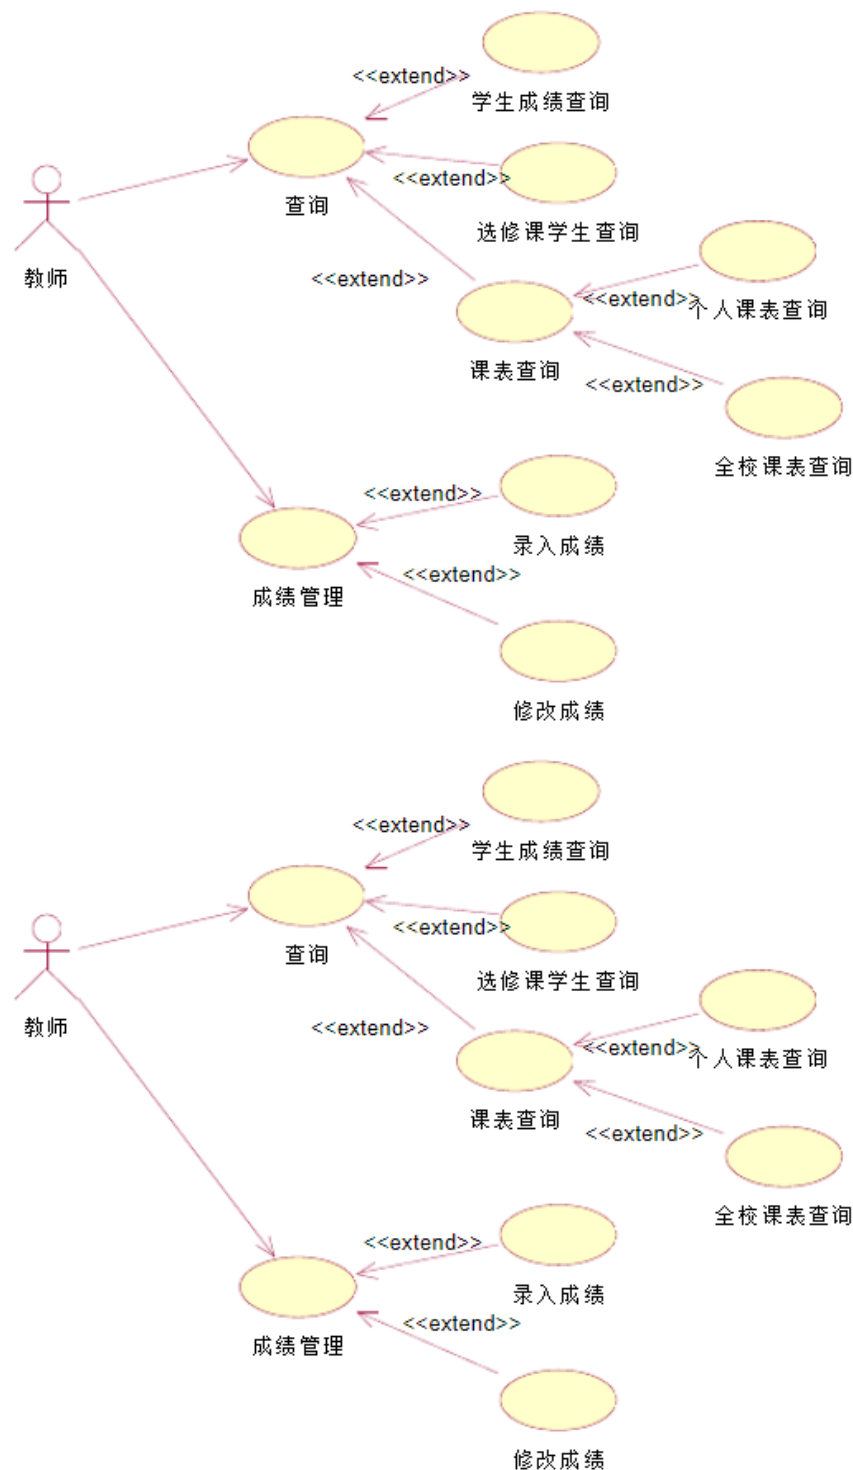 <<extend>>
学生成绩查询
<<extend>>
查询
选修课学生查询
教师
<<extend>>
<<extend>>
个人课表查询
课表查询
<<extend>>
全校课表查询
<<extend>>
录入成绩
<<extend>>
成绩管理
修改成绩
<<extend>>
学生成绩查询
<<extend>>
查询
选修课学生查询
教师
<<extend>>
<<extend>>
个人课表查询
课表查询
<<extend>>
全校课表查询
<<extend>>
录入成绩
<<extend>>
成绩管理
修改成绩